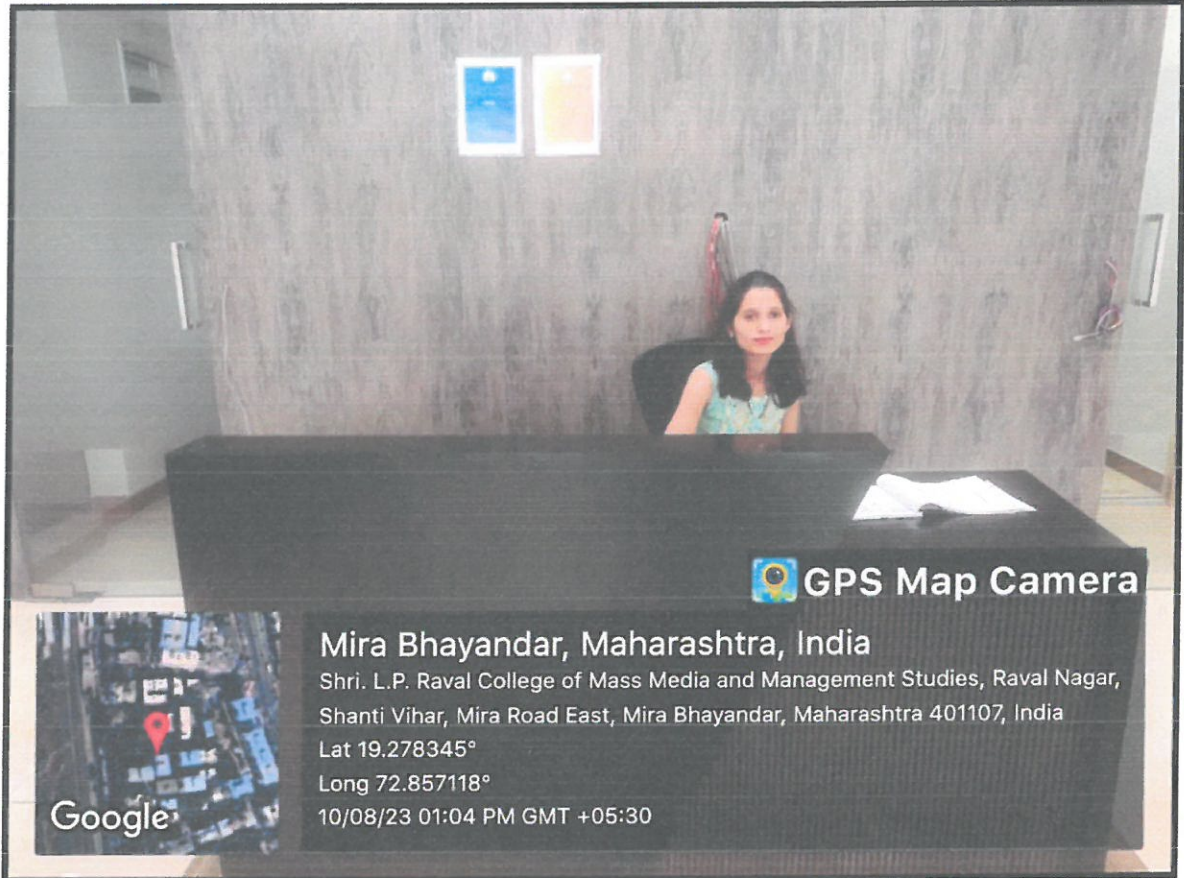 GPS Map Camera
Mira Bhayandar, Maharashtra, India
Shri. L.P. Raval College of Mass Media and Management Studies, Raval Nagar,
Shanti Vihar, Mira Road East, Mira Bhayandar, Maharashtra 401107, India
Lat 19.278345°
Long 72.857118°
10/08/23 01:04 PM GMT +05:30
Google